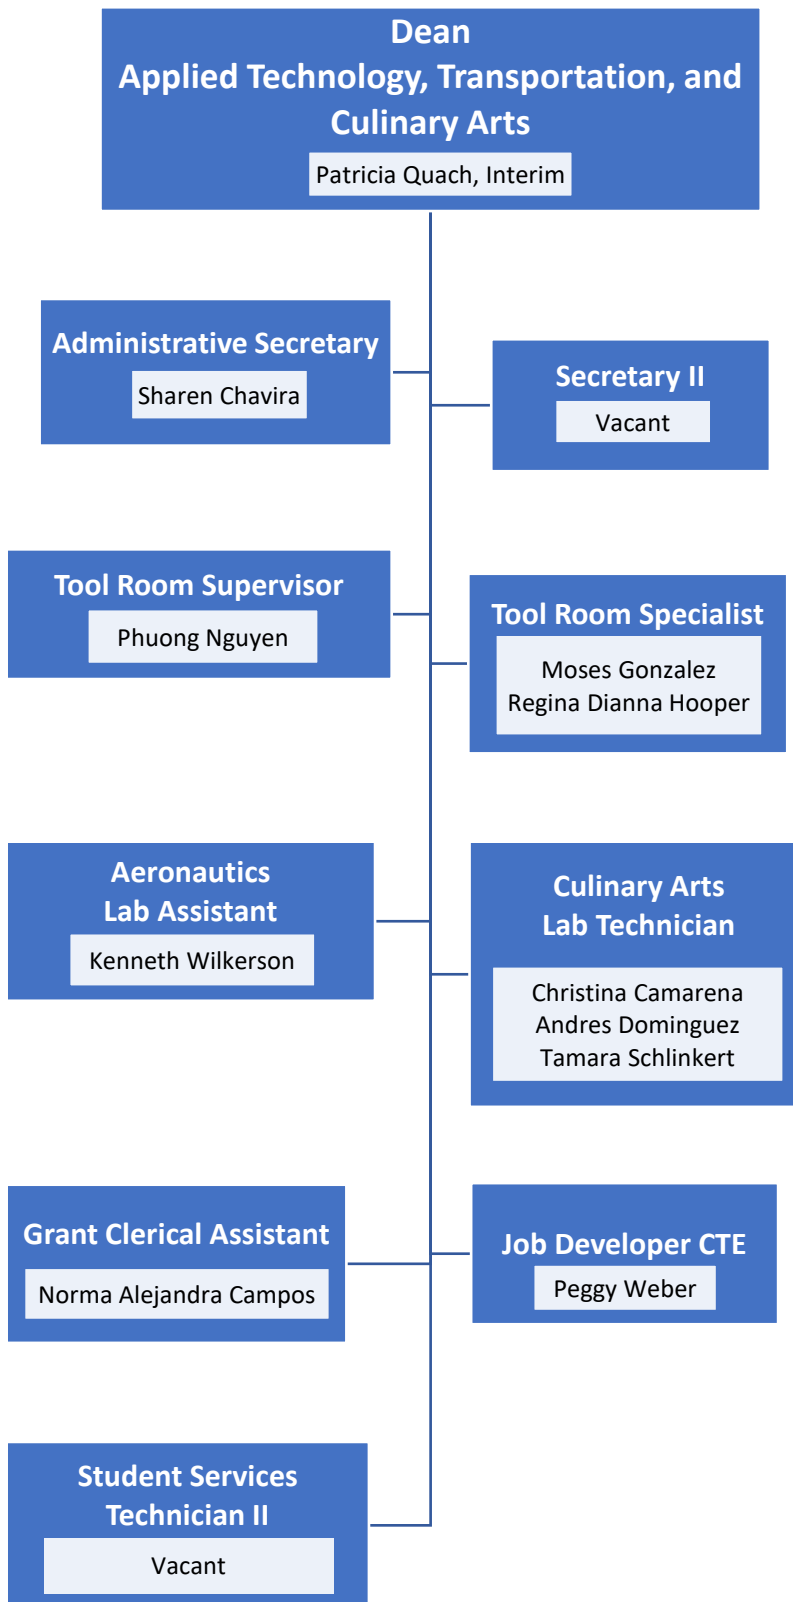 Dean
Applied Technology, Transportation, and
Culinary Arts
Patricia Quach, Interim
Administrative Secretary
Sharen Chavira
Secretary II
Vacant
Tool Room Supervisor
Phuong Nguyen
Tool Room Specialist
Moses Gonzalez
Regina Dianna Hooper
Aeronautics
Lab Assistant
Kenneth Wilkerson
Culinary Arts
Lab Technician
Christina Camarena
Andres Dominguez
Tamara Schlinkert
Grant Clerical Assistant
Norma Alejandra Campos
Job Developer CTE
Peggy Weber
Student Services
Technician II
Vacant